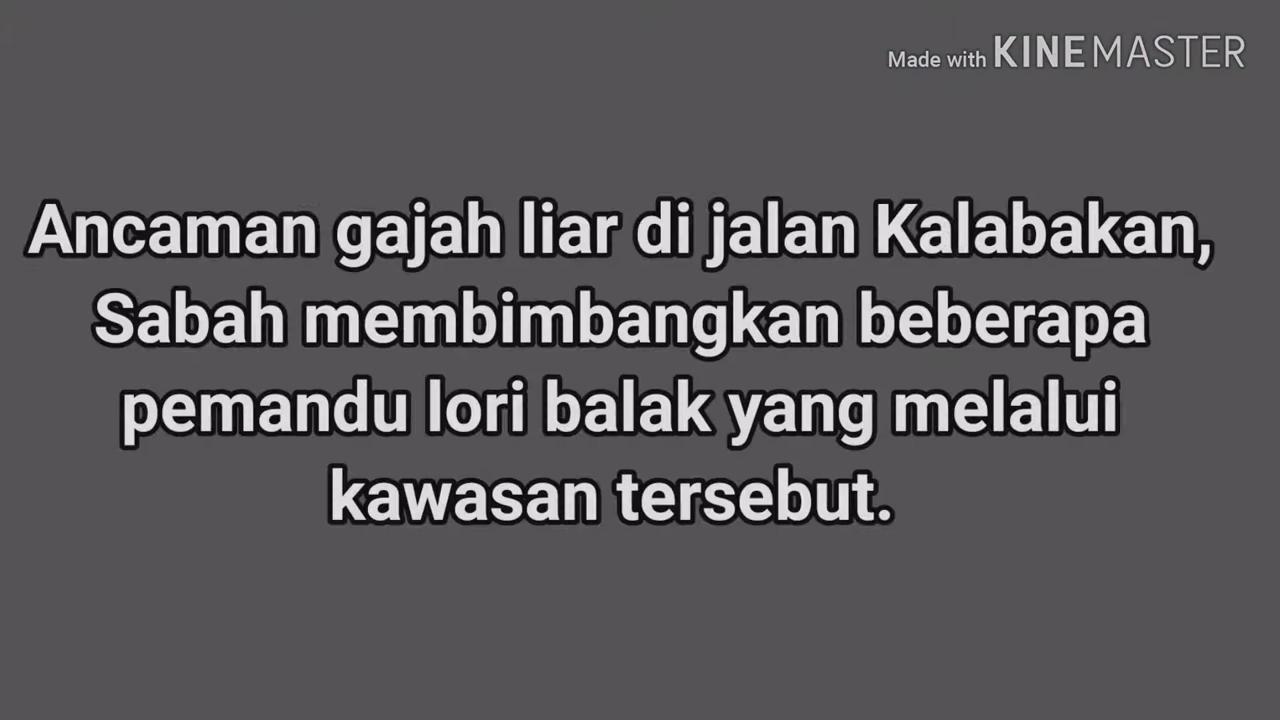 Made with KINEMASTER
Ancaman gajah liar di jalan Kalabakan,
Sabah membimbangkan beberapa
pemandu lori balak yang melalui
kawasan tersebut.